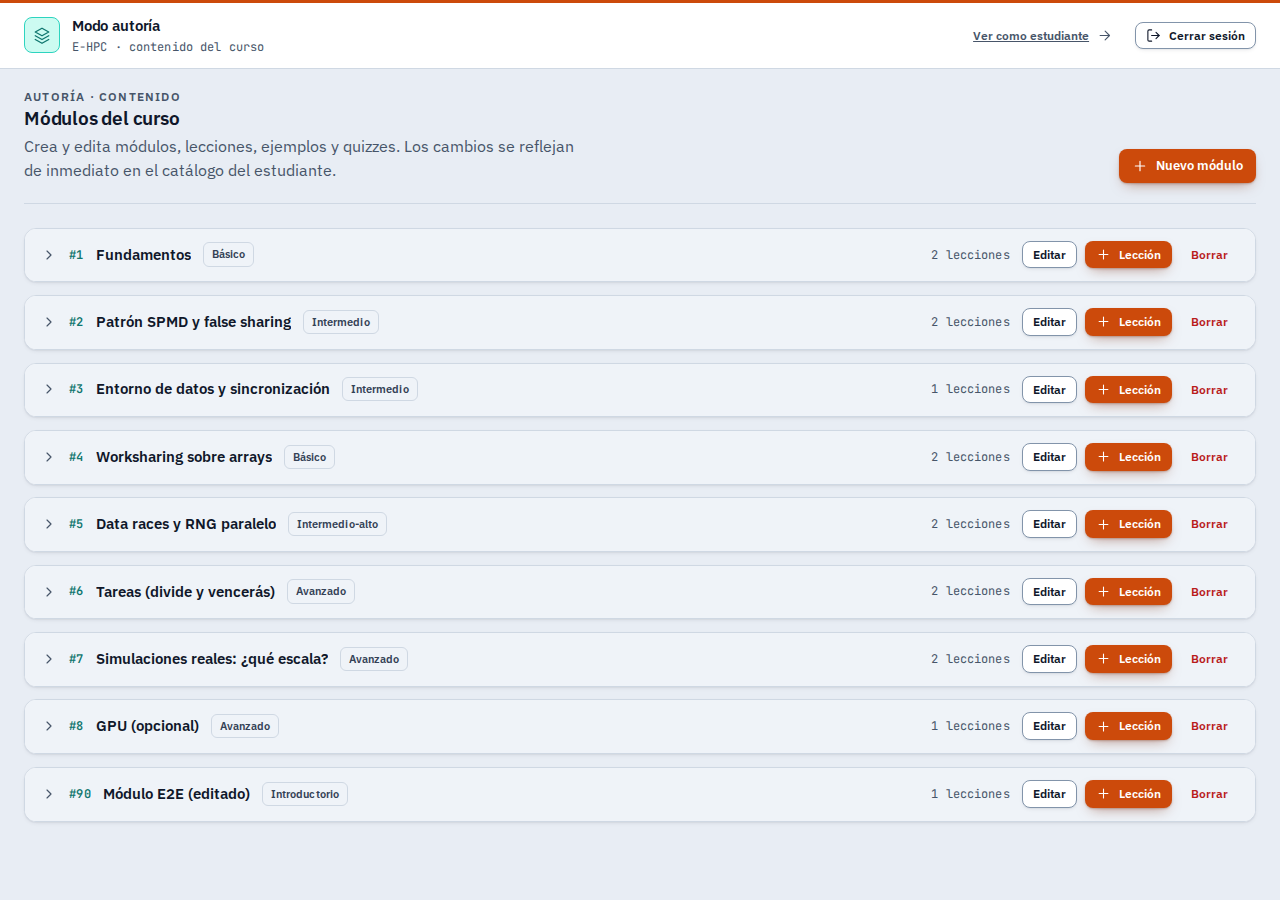 Modo autoría
E-HPC · contenido del curso
Ver como estudiante
Cerrar sesión
AUTORÍA · CONTENIDO
Módulos del curso
Crea y edita módulos, lecciones, ejemplos y quizzes. Los cambios se reflejan
de inmediato en el catálogo del estudiante.
Nuevo módulo
#1 Fundamentos Básico 2 lecciones Editar Lección Borrar
#2 Patrón SPMD y false sharing Intermedio 2 lecciones Editar Lección Borrar
#3 Entorno de datos y sincronización Intermedio 1 lecciones Editar Lección Borrar
#4 Worksharing sobre arrays Básico 2 lecciones Editar Lección Borrar
#5 Data races y RNG paralelo Intermedio-alto 2 lecciones Editar Lección Borrar
#6 Tareas (divide y vencerás) Avanzado 2 lecciones Editar Lección Borrar
#7 Simulaciones reales: ¿qué escala? Avanzado 2 lecciones Editar Lección Borrar
#8 GPU (opcional) Avanzado 1 lecciones Editar Lección Borrar
#90 Módulo E2E (editado) Introductorio 1 lecciones Editar Lección Borrar